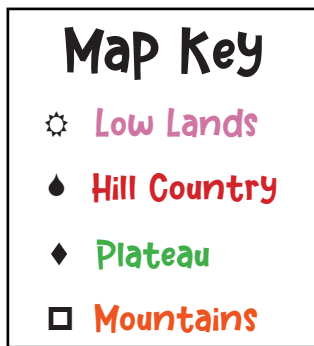 Map Key
Low Lands
Hill Country
Plateau
Mountains